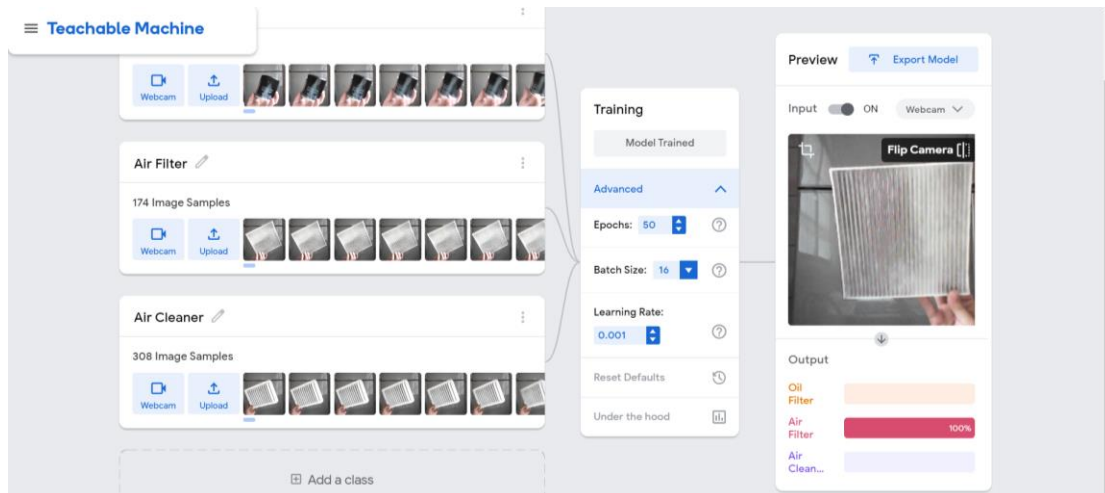 Teachable Machine
Webcam
Upload
Air Filter
174 Image Samples
Webcam
Upload
Air Cleaner
308 Image Samples
Webcam
Upload
Add a class
Training
Model Trained
Advanced
Epochs: 50
Batch Size: 16
Learning Rate:
0.001
Reset Defaults
Under the hood
Preview
Export Model
Input ON Webcam
Flip Camera
Output
Oil
Filter
Air
Filter
100%
Air
Clean...